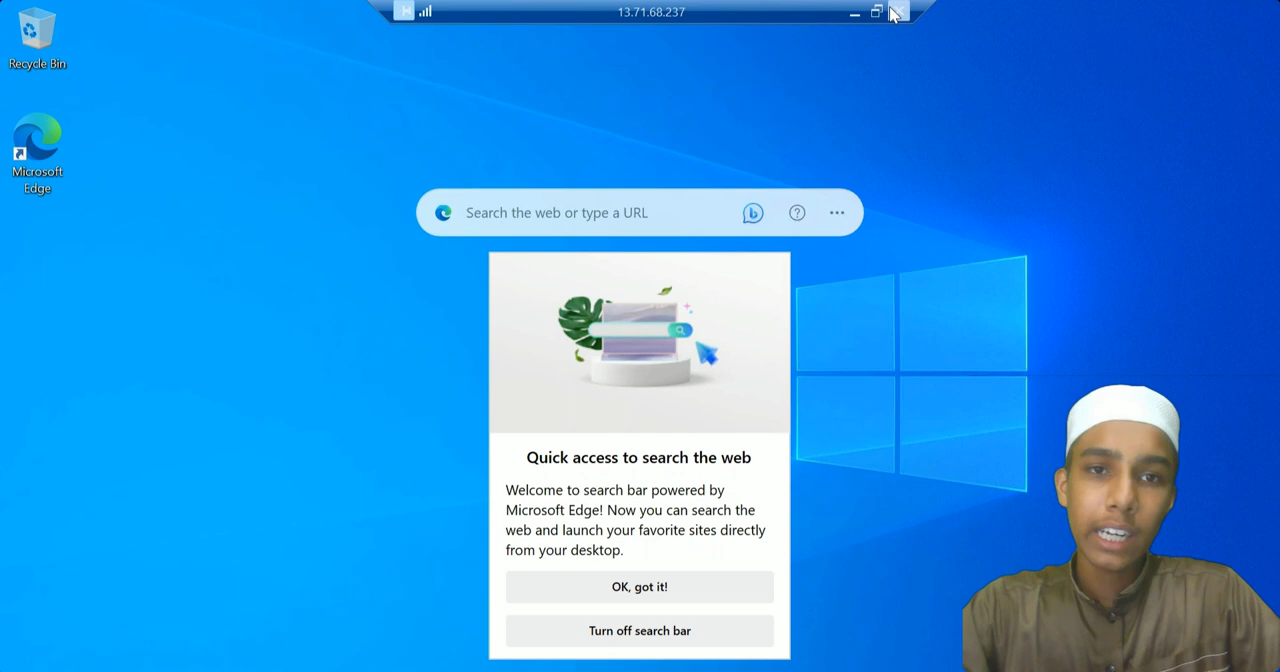 13.71.68.237
Recycle Bin
Microsoft
Edge
Search the web or type a URL
Quick access to search the web
Welcome to search bar powered by
Microsoft Edge! Now you can search the
web and launch your favorite sites directly
from your desktop.
OK, got it!
Turn off search bar